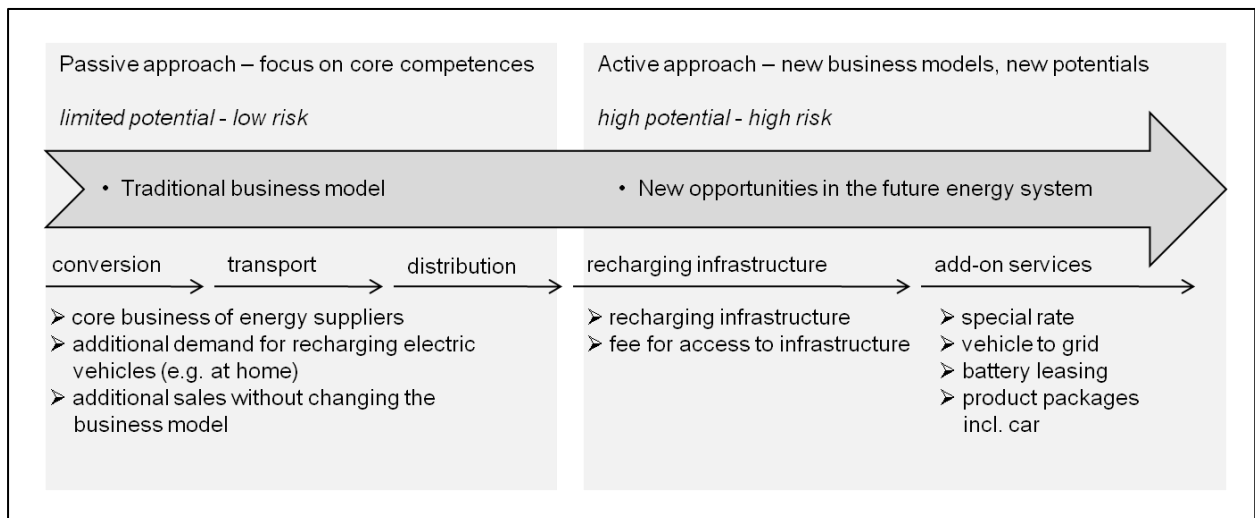 Passive approach – focus on core competences
limited potential - low risk
Active approach – new business models, new potentials
high potential - high risk
• Traditional business model
• New opportunities in the future energy system
conversion
transport
distribution
recharging infrastructure
add-on services
➢ core business of energy suppliers
➢ additional demand for recharging electric
vehicles (e.g. at home)
➢ additional sales without changing the
business model
➢ recharging infrastructure
➢ fee for access to infrastructure
➢ special rate
➢ vehicle to grid
➢ battery leasing
➢ product packages
incl. car